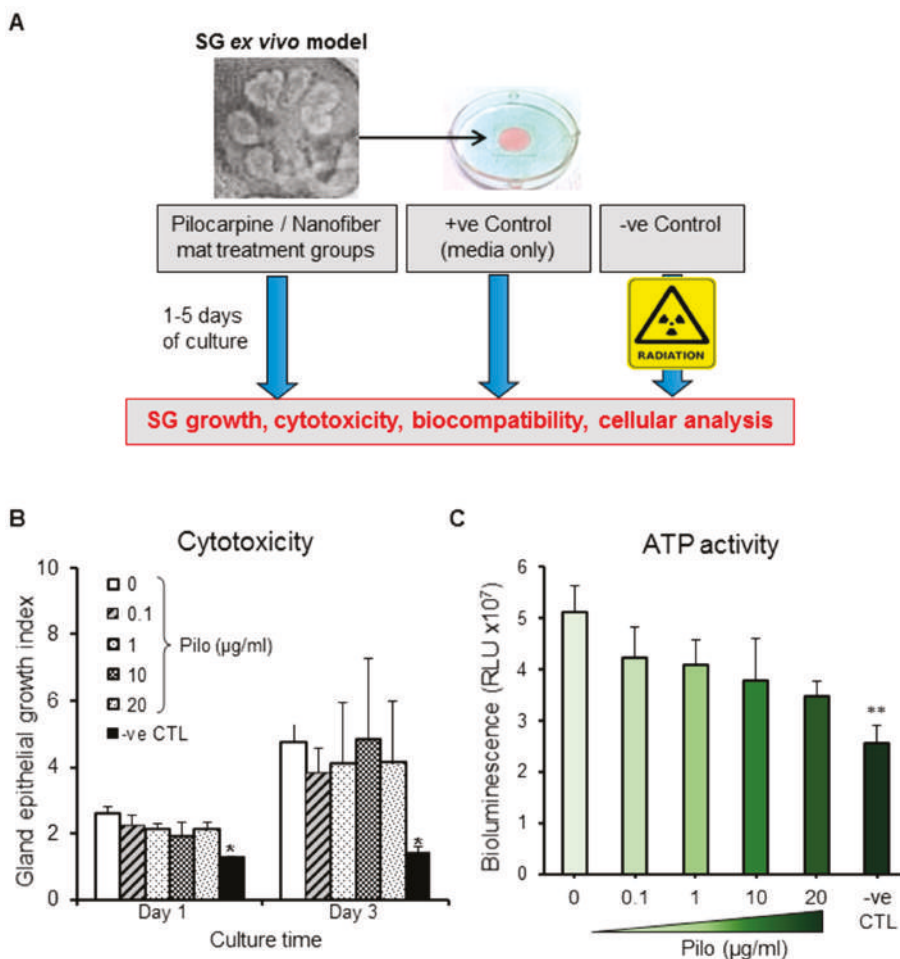 A
SG ex vivo model
Pilocarpine / Nanofiber
mat treatment groups
+ve Control
(media only)
-ve Control
1-5 days
of culture
RADIATION
SG growth, cytotoxicity, biocompatibility, cellular analysis
B
Cytotoxicity
Gland epithelial growth index
10
8
6
4
2
0
0
0.1
1
10
20
-ve CTL
Pilo (µg/ml)
*
*
Day 1
Day 3
Culture time
C
ATP activity
Bioluminescence (RLU x10⁷)
6
5
4
3
2
1
0
**
0
0.1
1
10
20
-ve
CTL
Pilo (µg/ml)